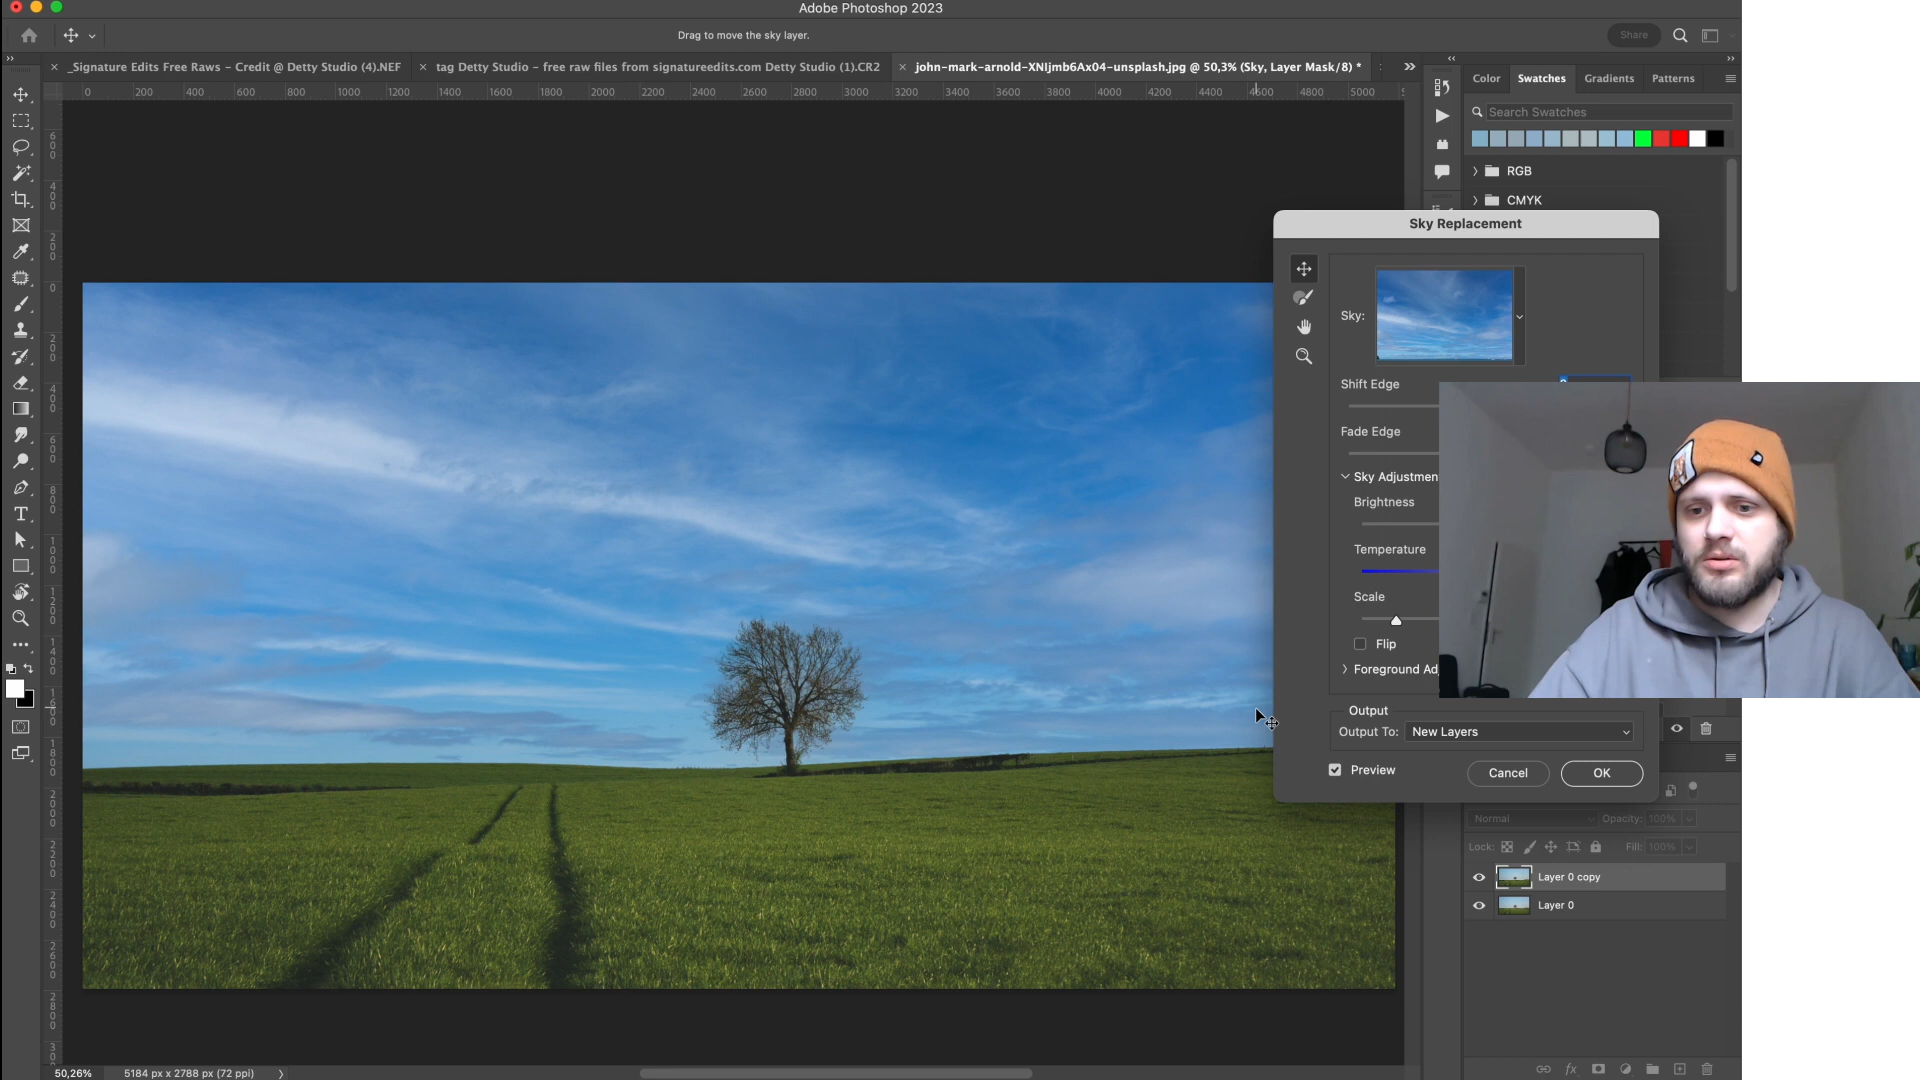 Adobe Photoshop 2023
Drag to move the sky layer.
Share
_Signature Edits Free Raws - Credit @ Detty Studio (4).NEF
tag Detty Studio - free raw files from signatureedits.com Detty Studio (1).CR2
john-mark-arnold-XNIjmb6Ax04-unsplash.jpg @ 50,3% (Sky, Layer Mask/8) *
Color
Swatches
Gradients
Patterns
0 200 400 600 800 1000 1200 1400 1600 1800 2000 2200 2400 2600 2800 3000 3200 3400 3600 3800 4000 4200 4400 4600 4800 5000
Search Swatches
RGB
CMYK
Sky Replacement
Sky:
Shift Edge
Fade Edge
Sky Adjustmen
Brightness
Temperature
Scale
Flip
Foreground Ad
Output
Output To: New Layers
Preview
Cancel
OK
Normal
Opacity: 100%
Lock:
Fill: 100%
Layer 0 copy
Layer 0
50,26%
5184 px x 2788 px (72 ppi)